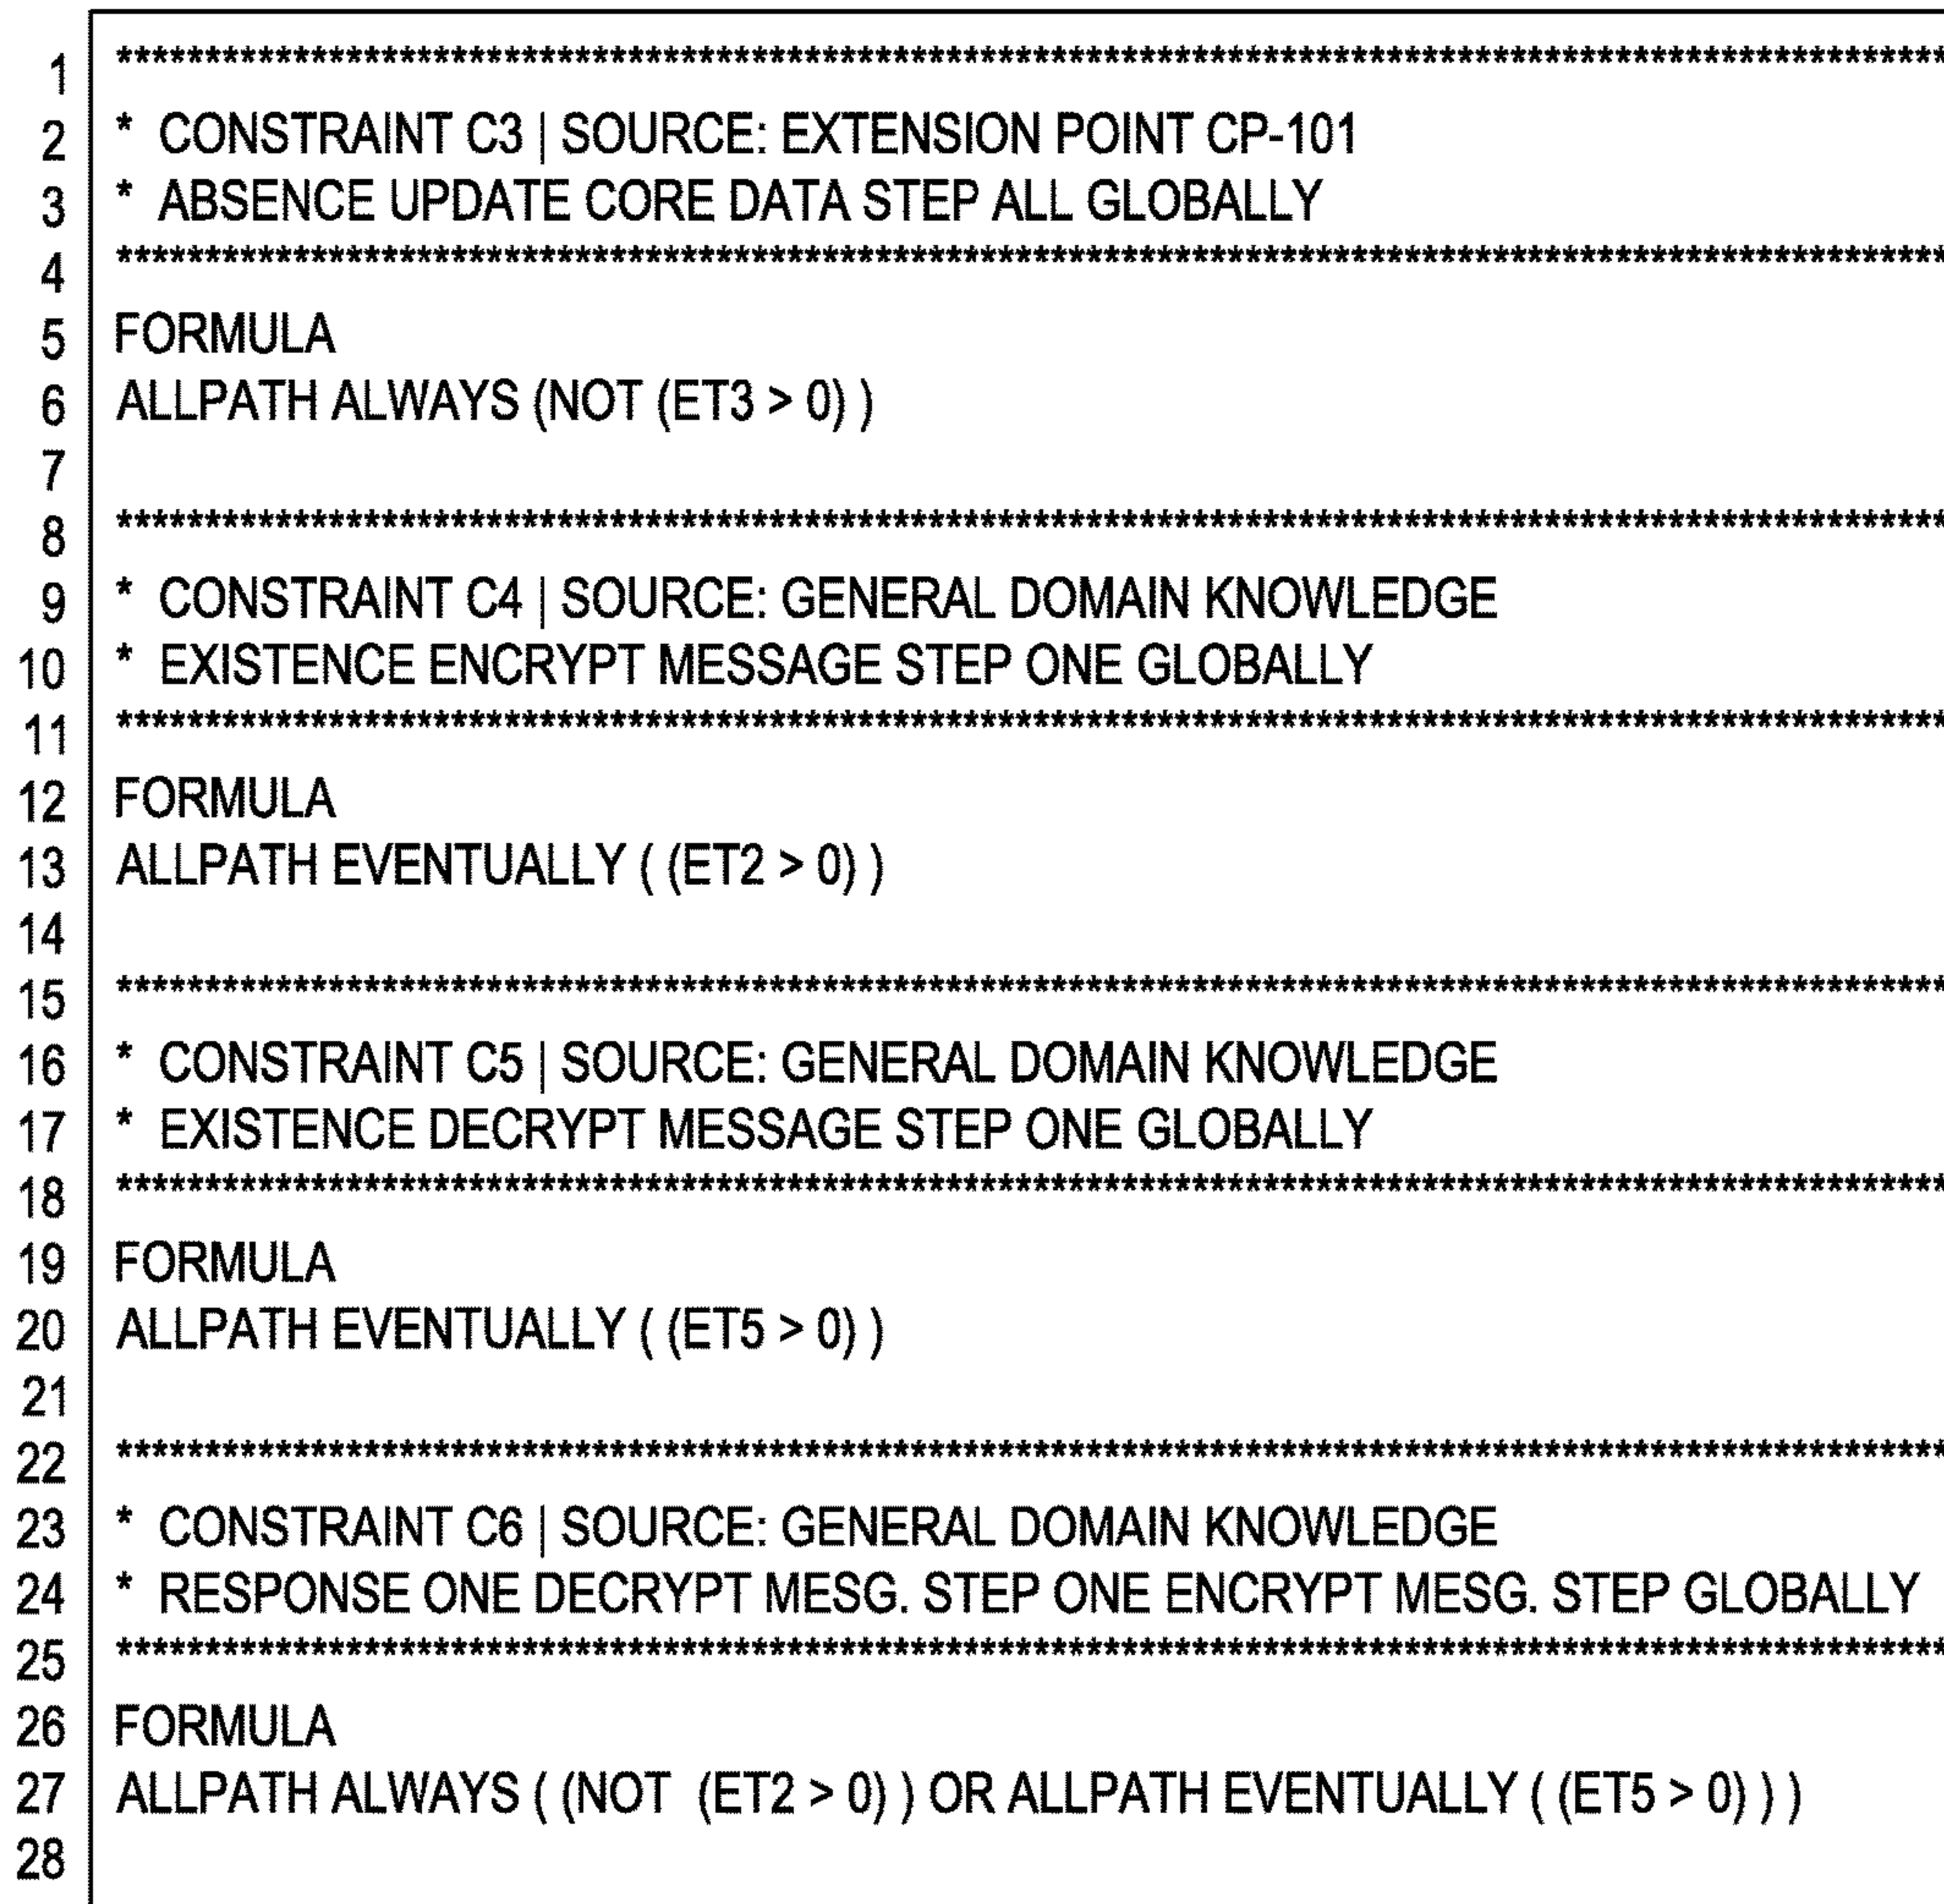 1 ********************************************************************************************************
2 * CONSTRAINT C3 | SOURCE: EXTENSION POINT CP-101
3 * ABSENCE UPDATE CORE DATA STEP ALL GLOBALLY
4 ********************************************************************************************************
5 FORMULA
6 ALLPATH ALWAYS (NOT (ET3 > 0) )
7
8 ********************************************************************************************************
9 * CONSTRAINT C4 | SOURCE: GENERAL DOMAIN KNOWLEDGE
10 * EXISTENCE ENCRYPT MESSAGE STEP ONE GLOBALLY
11 ********************************************************************************************************
12 FORMULA
13 ALLPATH EVENTUALLY ( (ET2 > 0) )
14
15 ********************************************************************************************************
16 * CONSTRAINT C5 | SOURCE: GENERAL DOMAIN KNOWLEDGE
17 * EXISTENCE DECRYPT MESSAGE STEP ONE GLOBALLY
18 ********************************************************************************************************
19 FORMULA
20 ALLPATH EVENTUALLY ( (ET5 > 0) )
21
22 ********************************************************************************************************
23 * CONSTRAINT C6 | SOURCE: GENERAL DOMAIN KNOWLEDGE
24 * RESPONSE ONE DECRYPT MESG. STEP ONE ENCRYPT MESG. STEP GLOBALLY
25 ********************************************************************************************************
26 FORMULA
27 ALLPATH ALWAYS ( (NOT (ET2 > 0) ) OR ALLPATH EVENTUALLY ( (ET5 > 0) ) )
28